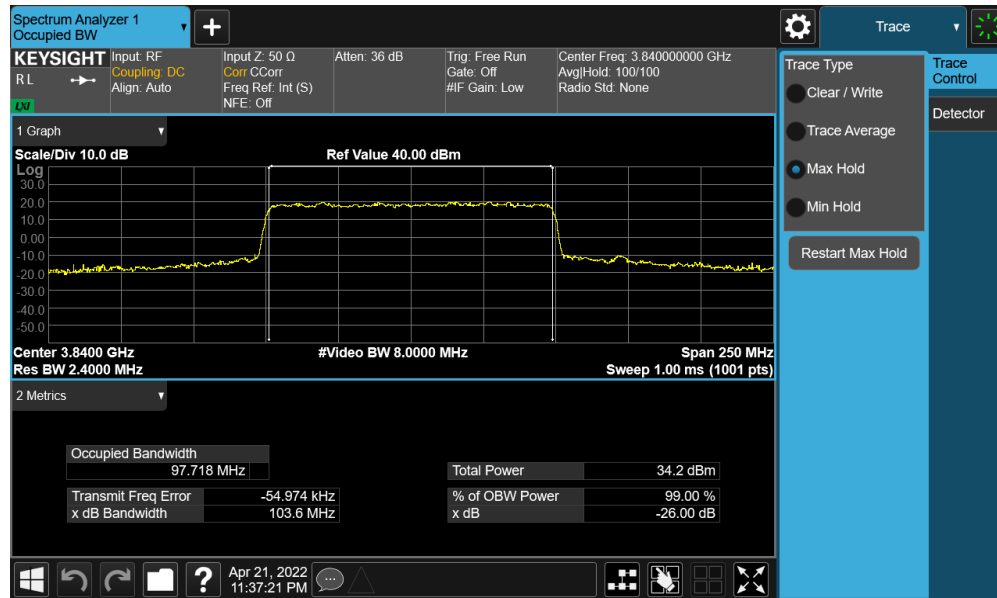 Spectrum Analyzer 1
Occupied BW
+
Trace
KEYSIGHT
R L
LXI
Input: RF
Coupling: DC
Align: Auto
Input Z: 50 Ω
Corr CCorr
Freq Ref: Int (S)
NFE: Off
Atten: 36 dB
Trig: Free Run
Gate: Off
#IF Gain: Low
Center Freq: 3.840000000 GHz
Avg|Hold: 100/100
Radio Std: None
1 Graph
Scale/Div 10.0 dB
Ref Value 40.00 dBm
Log
30.0
20.0
10.0
0.00
-10.0
-20.0
-30.0
-40.0
-50.0
Center 3.8400 GHz
#Video BW 8.0000 MHz
Span 250 MHz
Res BW 2.4000 MHz
Sweep 1.00 ms (1001 pts)
2 Metrics
Occupied Bandwidth
97.718 MHz
Total Power
34.2 dBm
Transmit Freq Error
-54.974 kHz
% of OBW Power
99.00 %
x dB Bandwidth
103.6 MHz
x dB
-26.00 dB
?
Apr 21, 2022
11:37:21 PM
Trace Type
Clear / Write
Trace Average
Max Hold
Min Hold
Restart Max Hold
Trace
Control
Detector